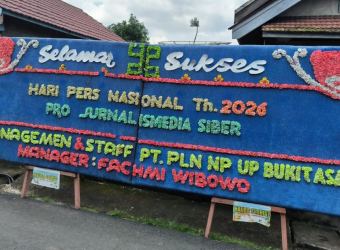 Selamat Sukses
HARI PERS NASIONAL Th. 2026
PRO JURNALISMEDIA SIBER
NAGEMEN & STAFF PT. PLN NP UP BUKIT ASA
MANAGER : FACHMI WIBOWO